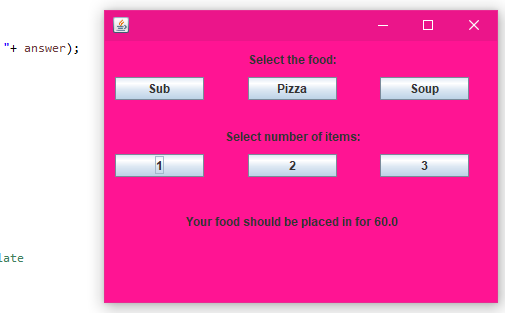 "+ answer);
Select the food:
Sub Pizza Soup
Select number of items:
1 2 3
Your food should be placed in for 60.0
late